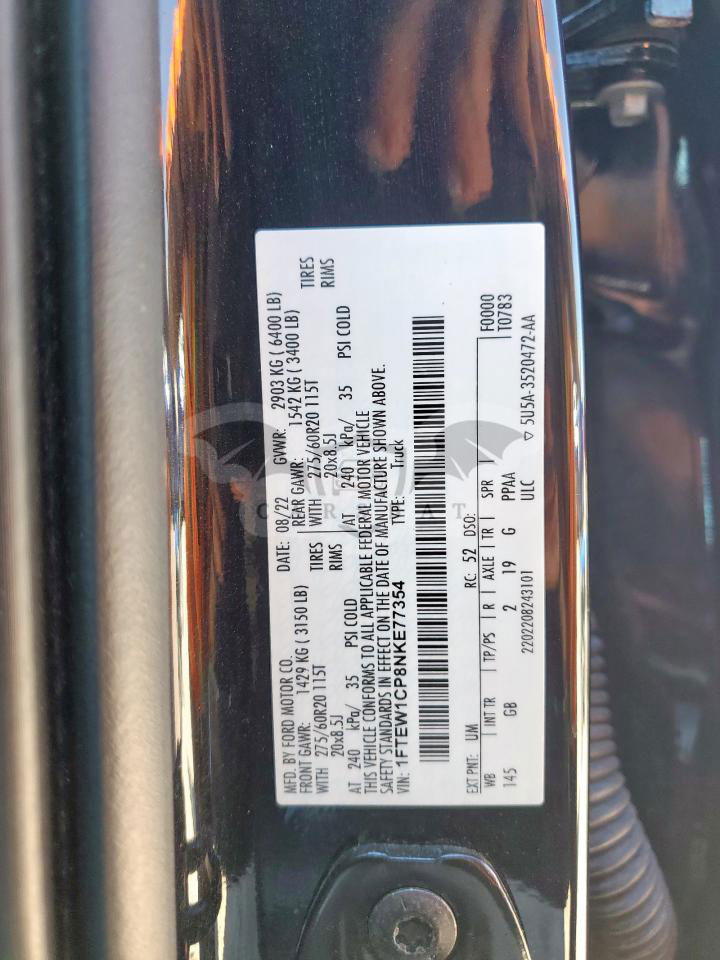 MFD. BY FORD MOTOR CO.
DATE: 08/22 GVWR: 2903 KG ( 6400 LB)
FRONT GAWR: 1429 KG ( 3150 LB) REAR GAWR: 1542 KG ( 3400 LB)
WITH 275/60R20 115T TIRES WITH 275/60R20 115T TIRES
20x8.5J RIMS 20x8.5J RIMS
AT 240 kPa/ 35 PSI COLD AT 240 kPa/ 35 PSI COLD
THIS VEHICLE CONFORMS TO ALL APPLICABLE FEDERAL MOTOR VEHICLE
SAFETY STANDARDS IN EFFECT ON THE DATE OF MANUFACTURE SHOWN ABOVE.
VIN: 1FTEW1CP8NKE77354 TYPE: Truck
EXT PNT: UM RC: 52 DSO: F0000
WB INT TR TP/PS R AXLE TR SPR T0783
145 GB 2 19 G PPAA
2202208243101 ULC ▽ 5U5A-3520472-AA